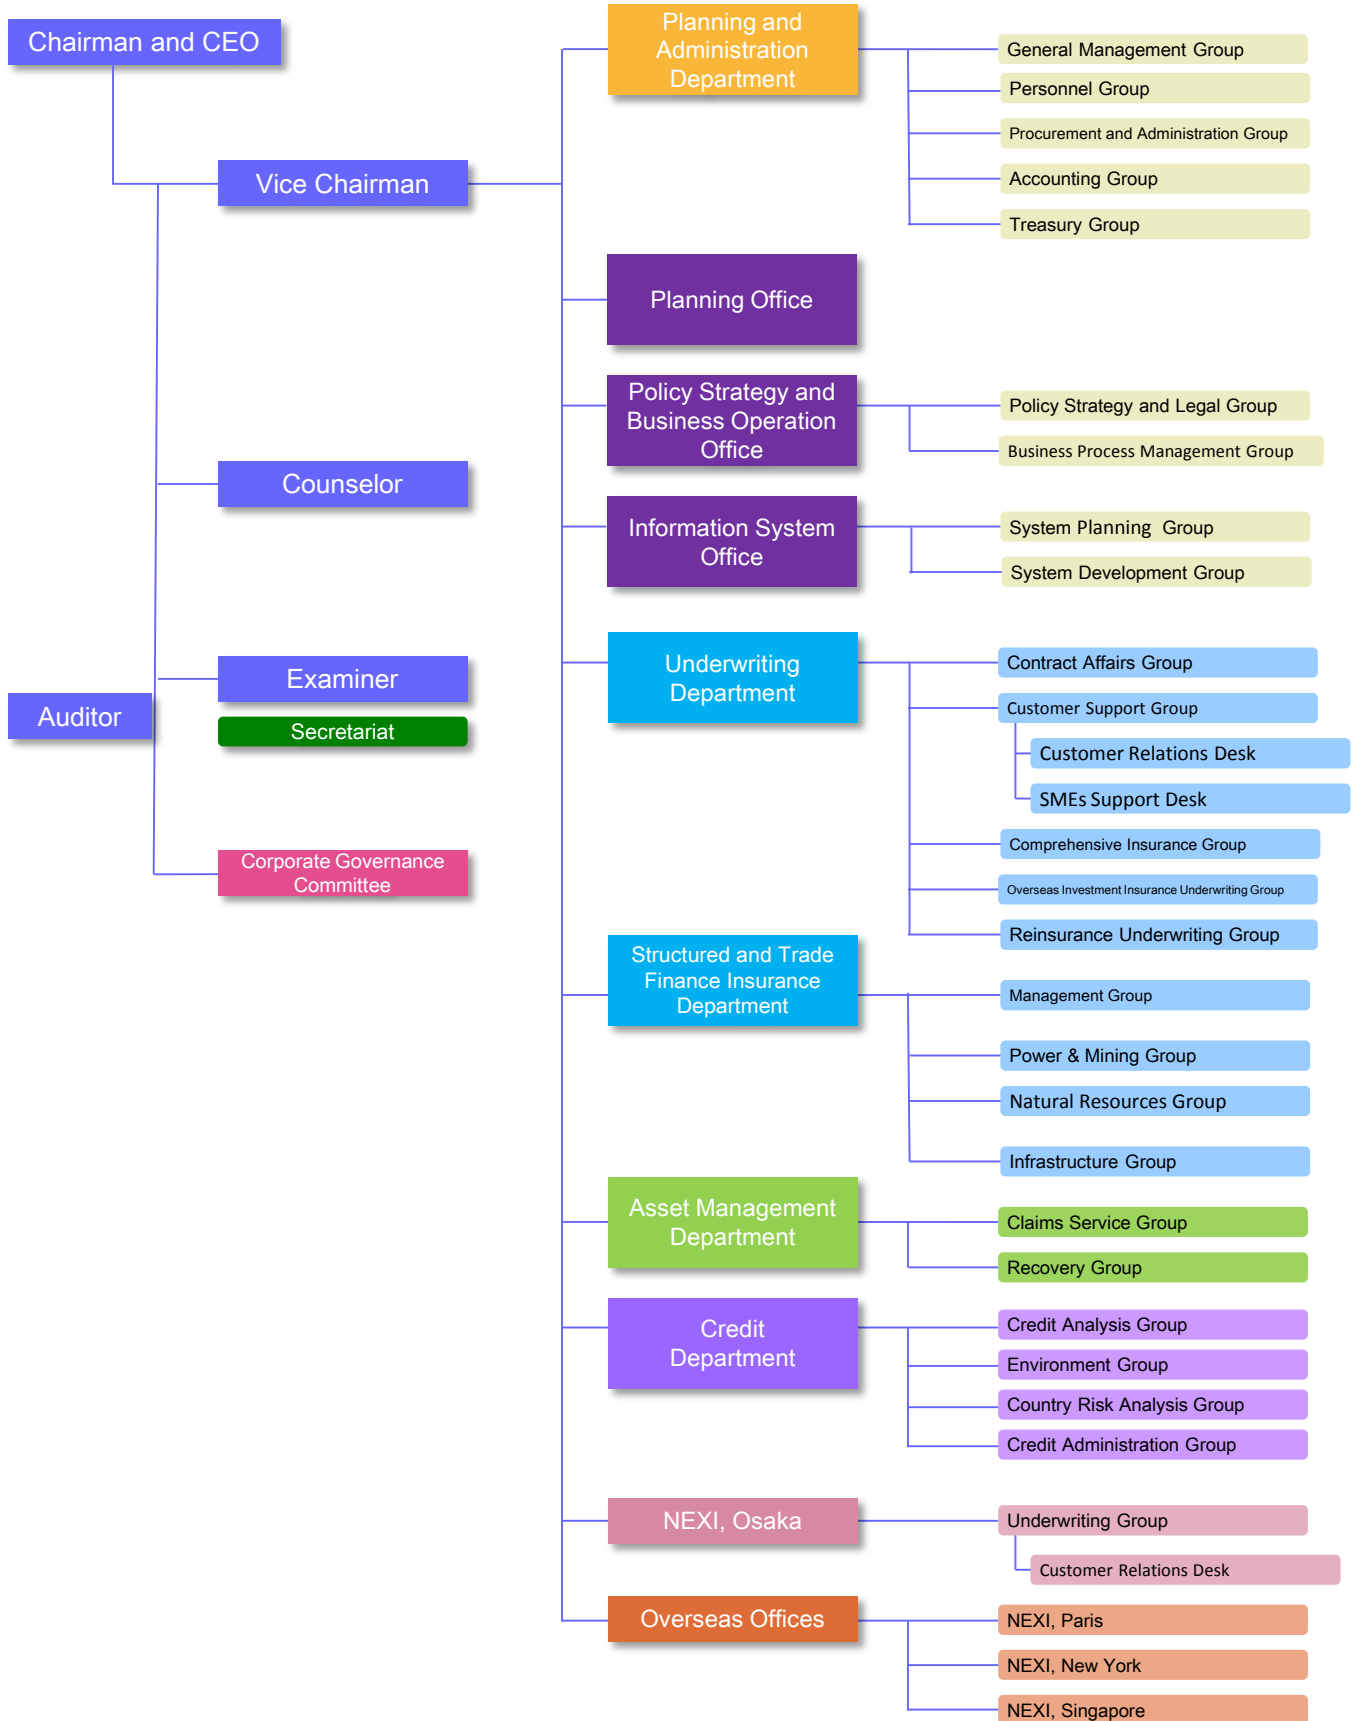 Chairman and CEO
Vice Chairman
Counselor
Examiner
Secretariat
Auditor
Corporate Governance
Committee
Planning and
Administration
Department
General Management Group
Personnel Group
Procurement and Administration Group
Accounting Group
Treasury Group
Planning Office
Policy Strategy and
Business Operation
Office
Policy Strategy and Legal Group
Business Process Management Group
Information System
Office
System Planning Group
System Development Group
Underwriting
Department
Contract Affairs Group
Customer Support Group
Customer Relations Desk
SMEs Support Desk
Comprehensive Insurance Group
Overseas Investment Insurance Underwriting Group
Reinsurance Underwriting Group
Structured and Trade
Finance Insurance
Department
Management Group
Power & Mining Group
Natural Resources Group
Infrastructure Group
Asset Management
Department
Claims Service Group
Recovery Group
Credit
Department
Credit Analysis Group
Environment Group
Country Risk Analysis Group
Credit Administration Group
NEXI, Osaka
Underwriting Group
Customer Relations Desk
Overseas Offices
NEXI, Paris
NEXI, New York
NEXI, Singapore